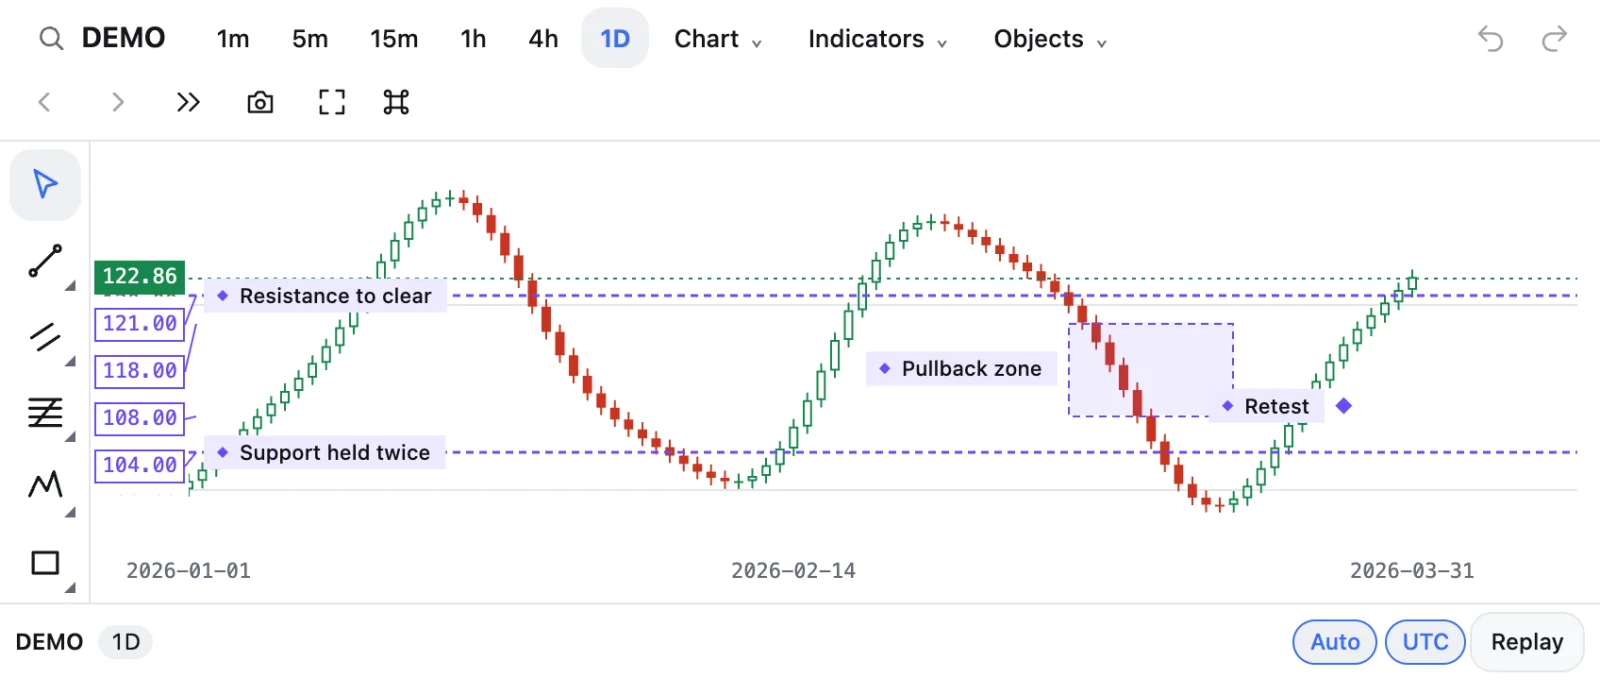 DEMO 1m 5m 15m 1h 4h 1D Chart Indicators Objects
122.86
Resistance to clear
121.00
118.00
Pullback zone
Retest
108.00
Support held twice
104.00
2026-01-01 2026-02-14 2026-03-31
DEMO 1D Auto UTC Replay